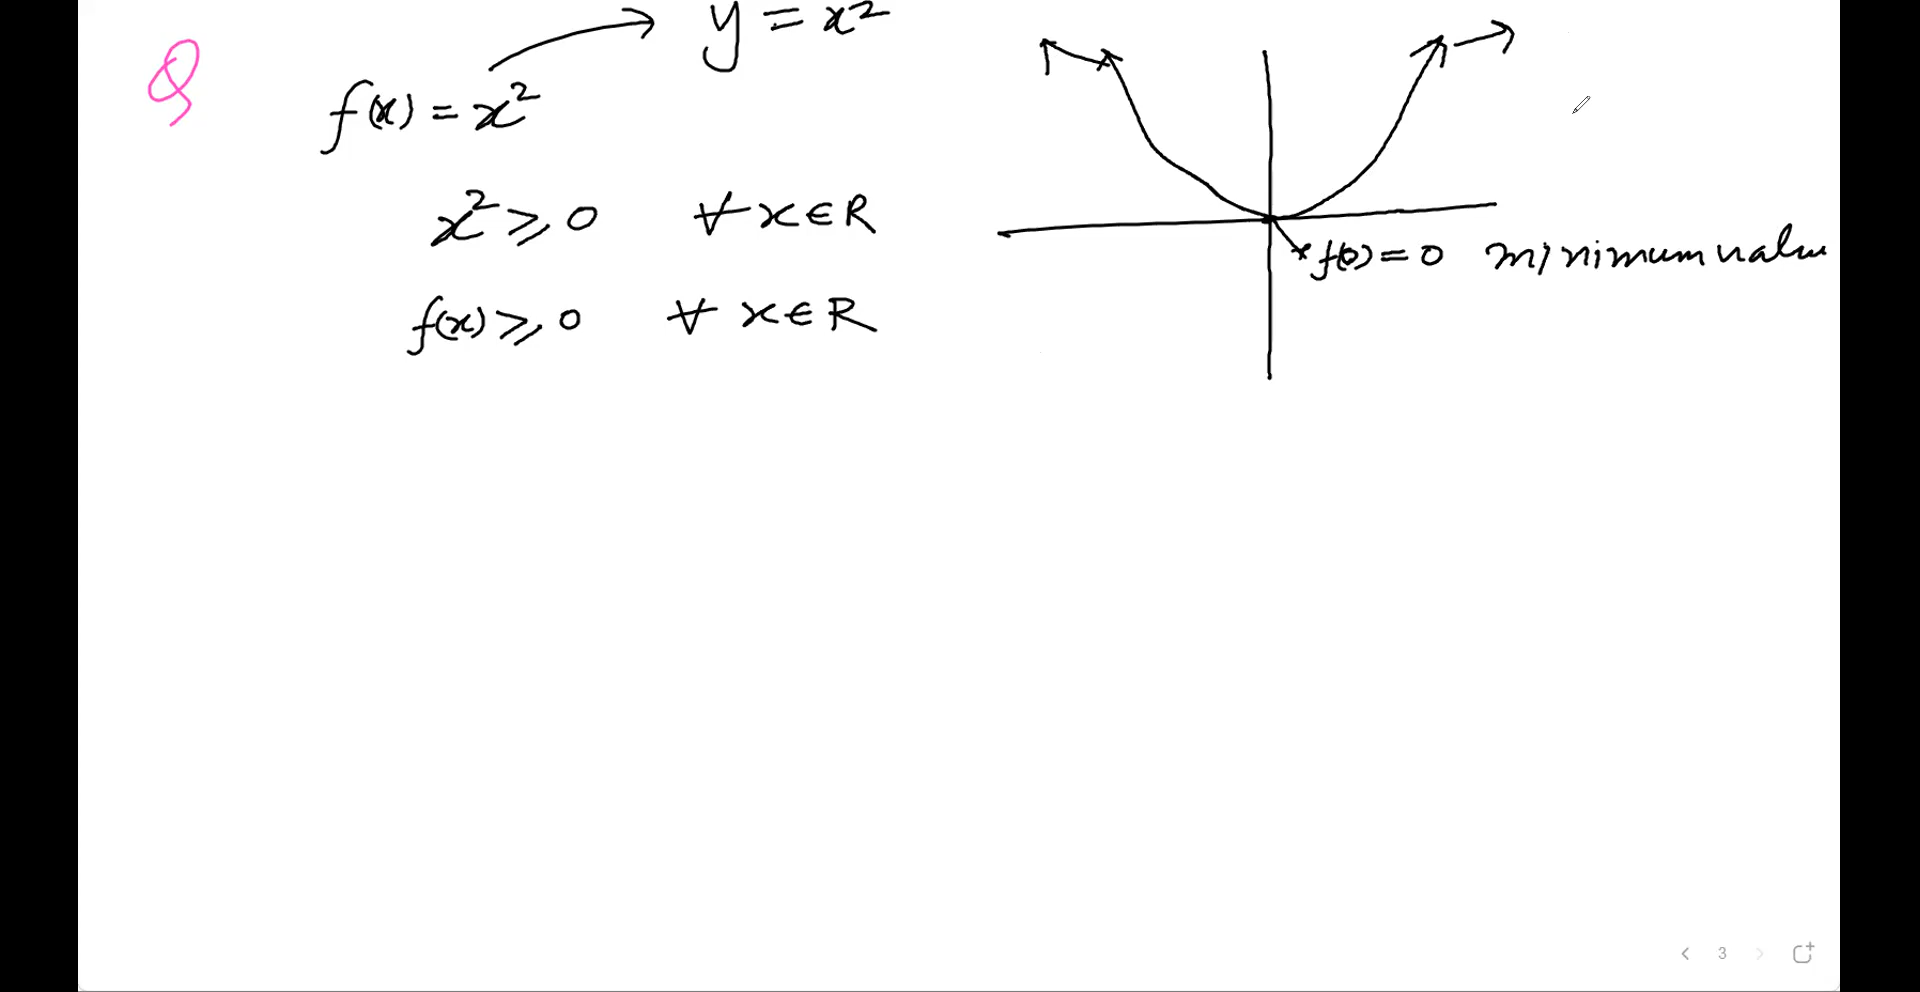 y = x²
Q
f(x) = x²
x² ⩾ 0 ∀ x ∈ R
f(0) = 0 minimum value
f(x) ⩾ 0 ∀ x ∈ R
3